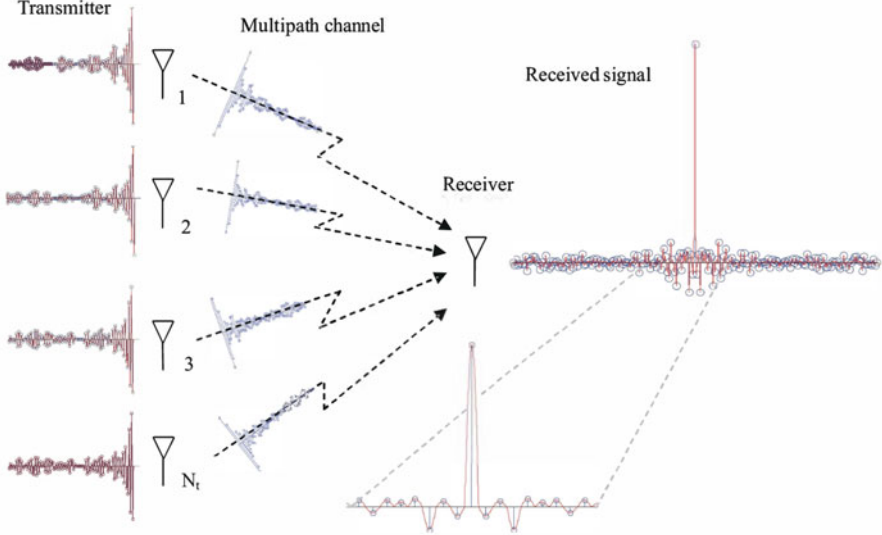 Transmitter
Multipath channel
Received signal
1
Receiver
2
3
Nt